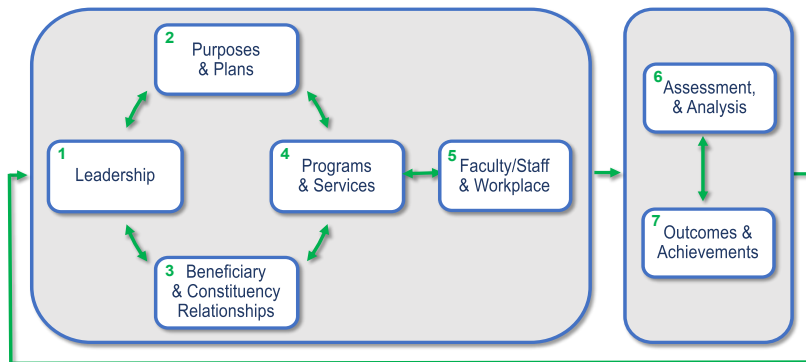 2
Purposes
& Plans
1
Leadership
4
Programs
& Services
5
Faculty/Staff
& Workplace
3
Beneficiary
& Constituency
Relationships
6
Assessment,
& Analysis
7
Outcomes &
Achievements